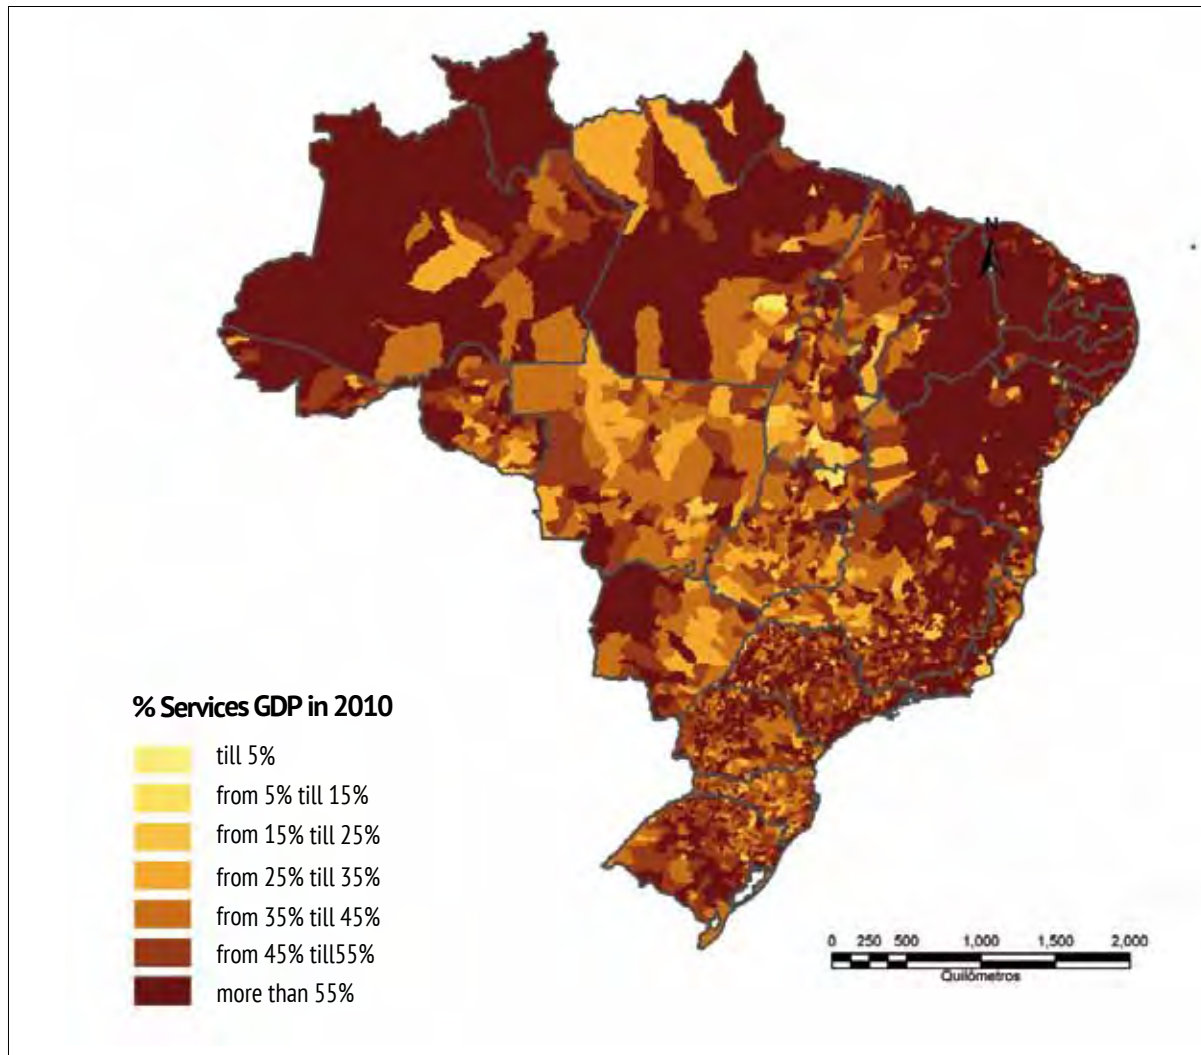 N
% Services GDP in 2010
till 5%
from 5% till 15%
from 15% till 25%
from 25% till 35%
from 35% till 45%
from 45% till55%
more than 55%
0 250 500 1,000 1,500 2,000
Quilômetros